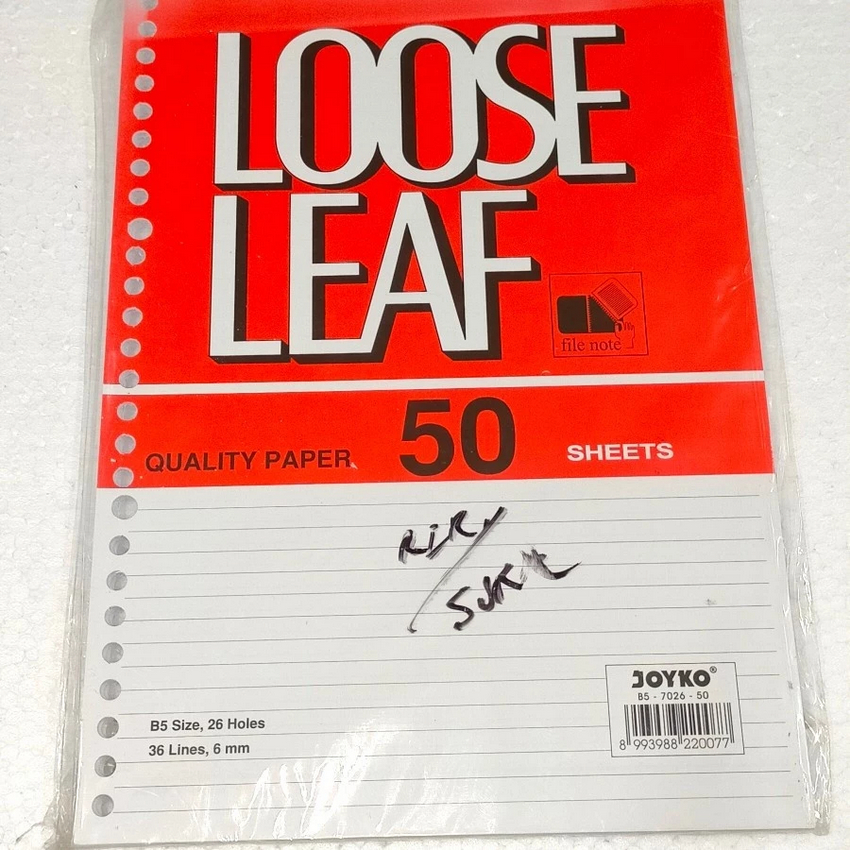 LOOSE
LEAF
file note
QUALITY PAPER 50 SHEETS
JOYKO®
B5 - 7026 - 50
8 993988 220077
B5 Size, 26 Holes
36 Lines, 6 mm